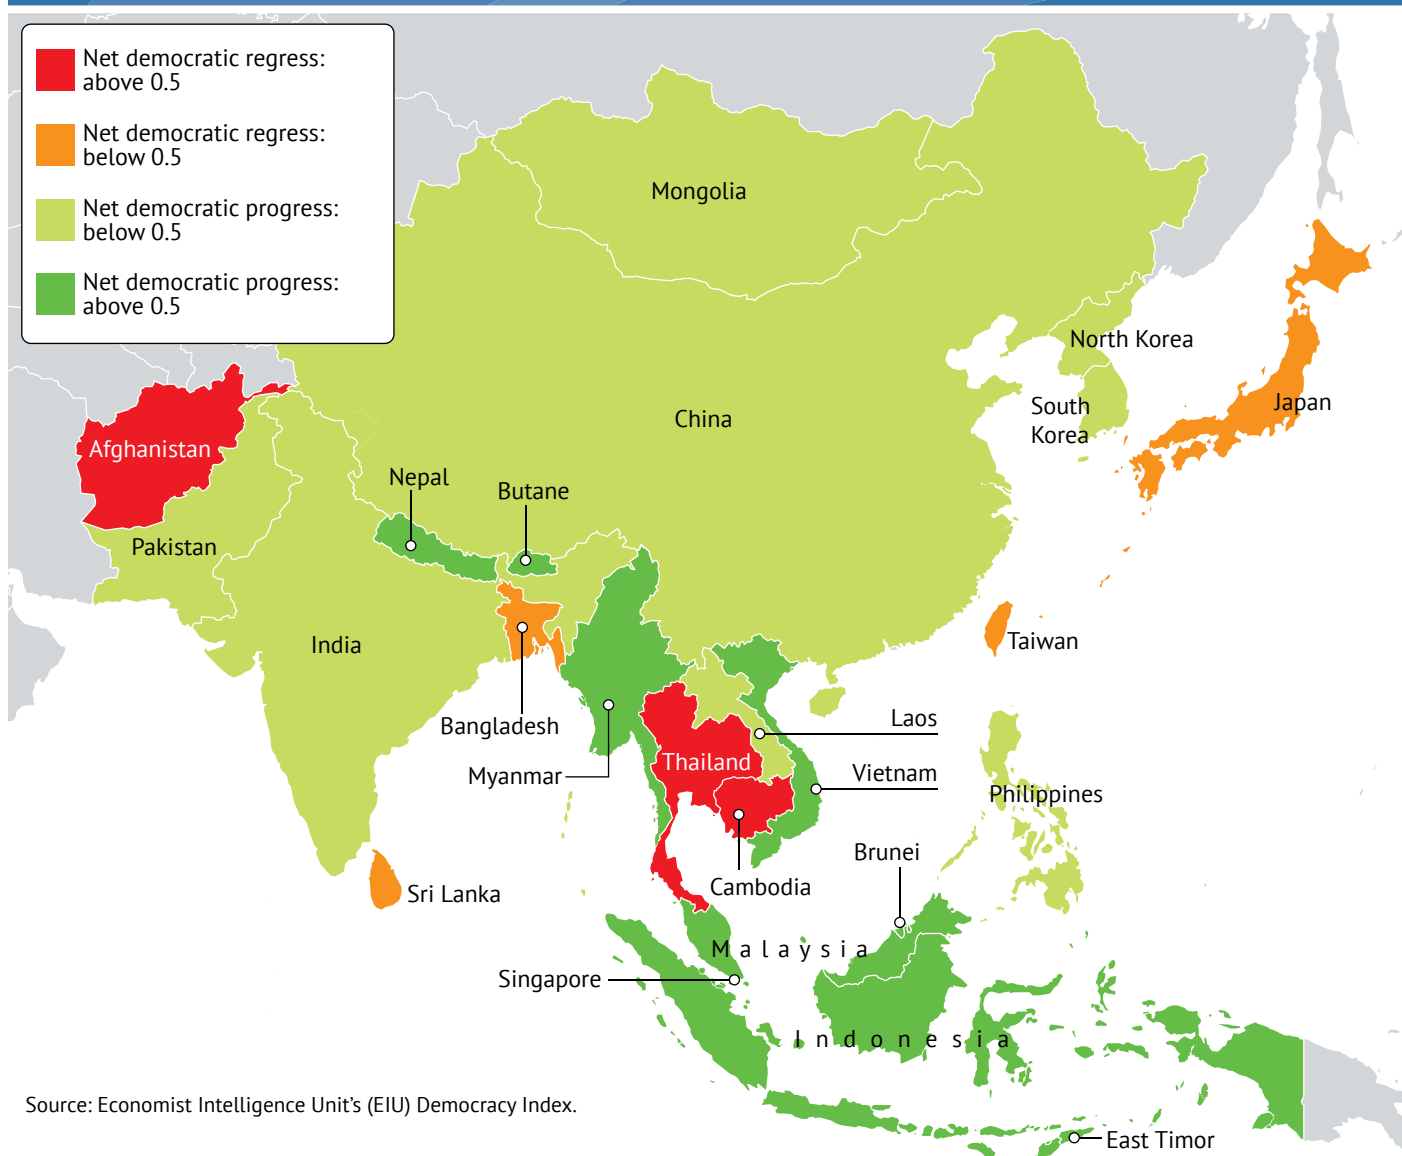 Net democratic regress:
above 0.5
Net democratic regress:
below 0.5
Net democratic progress:
below 0.5
Net democratic progress:
above 0.5
Mongolia
North Korea
South
Korea
Japan
China
Afghanistan
Nepal
Butane
Pakistan
India
Taiwan
Bangladesh
Laos
Myanmar
Thailand
Vietnam
Philippines
Brunei
Cambodia
Sri Lanka
Malaysia
Singapore
Indonesia
East Timor
Source: Economist Intelligence Unit's (EIU) Democracy Index.